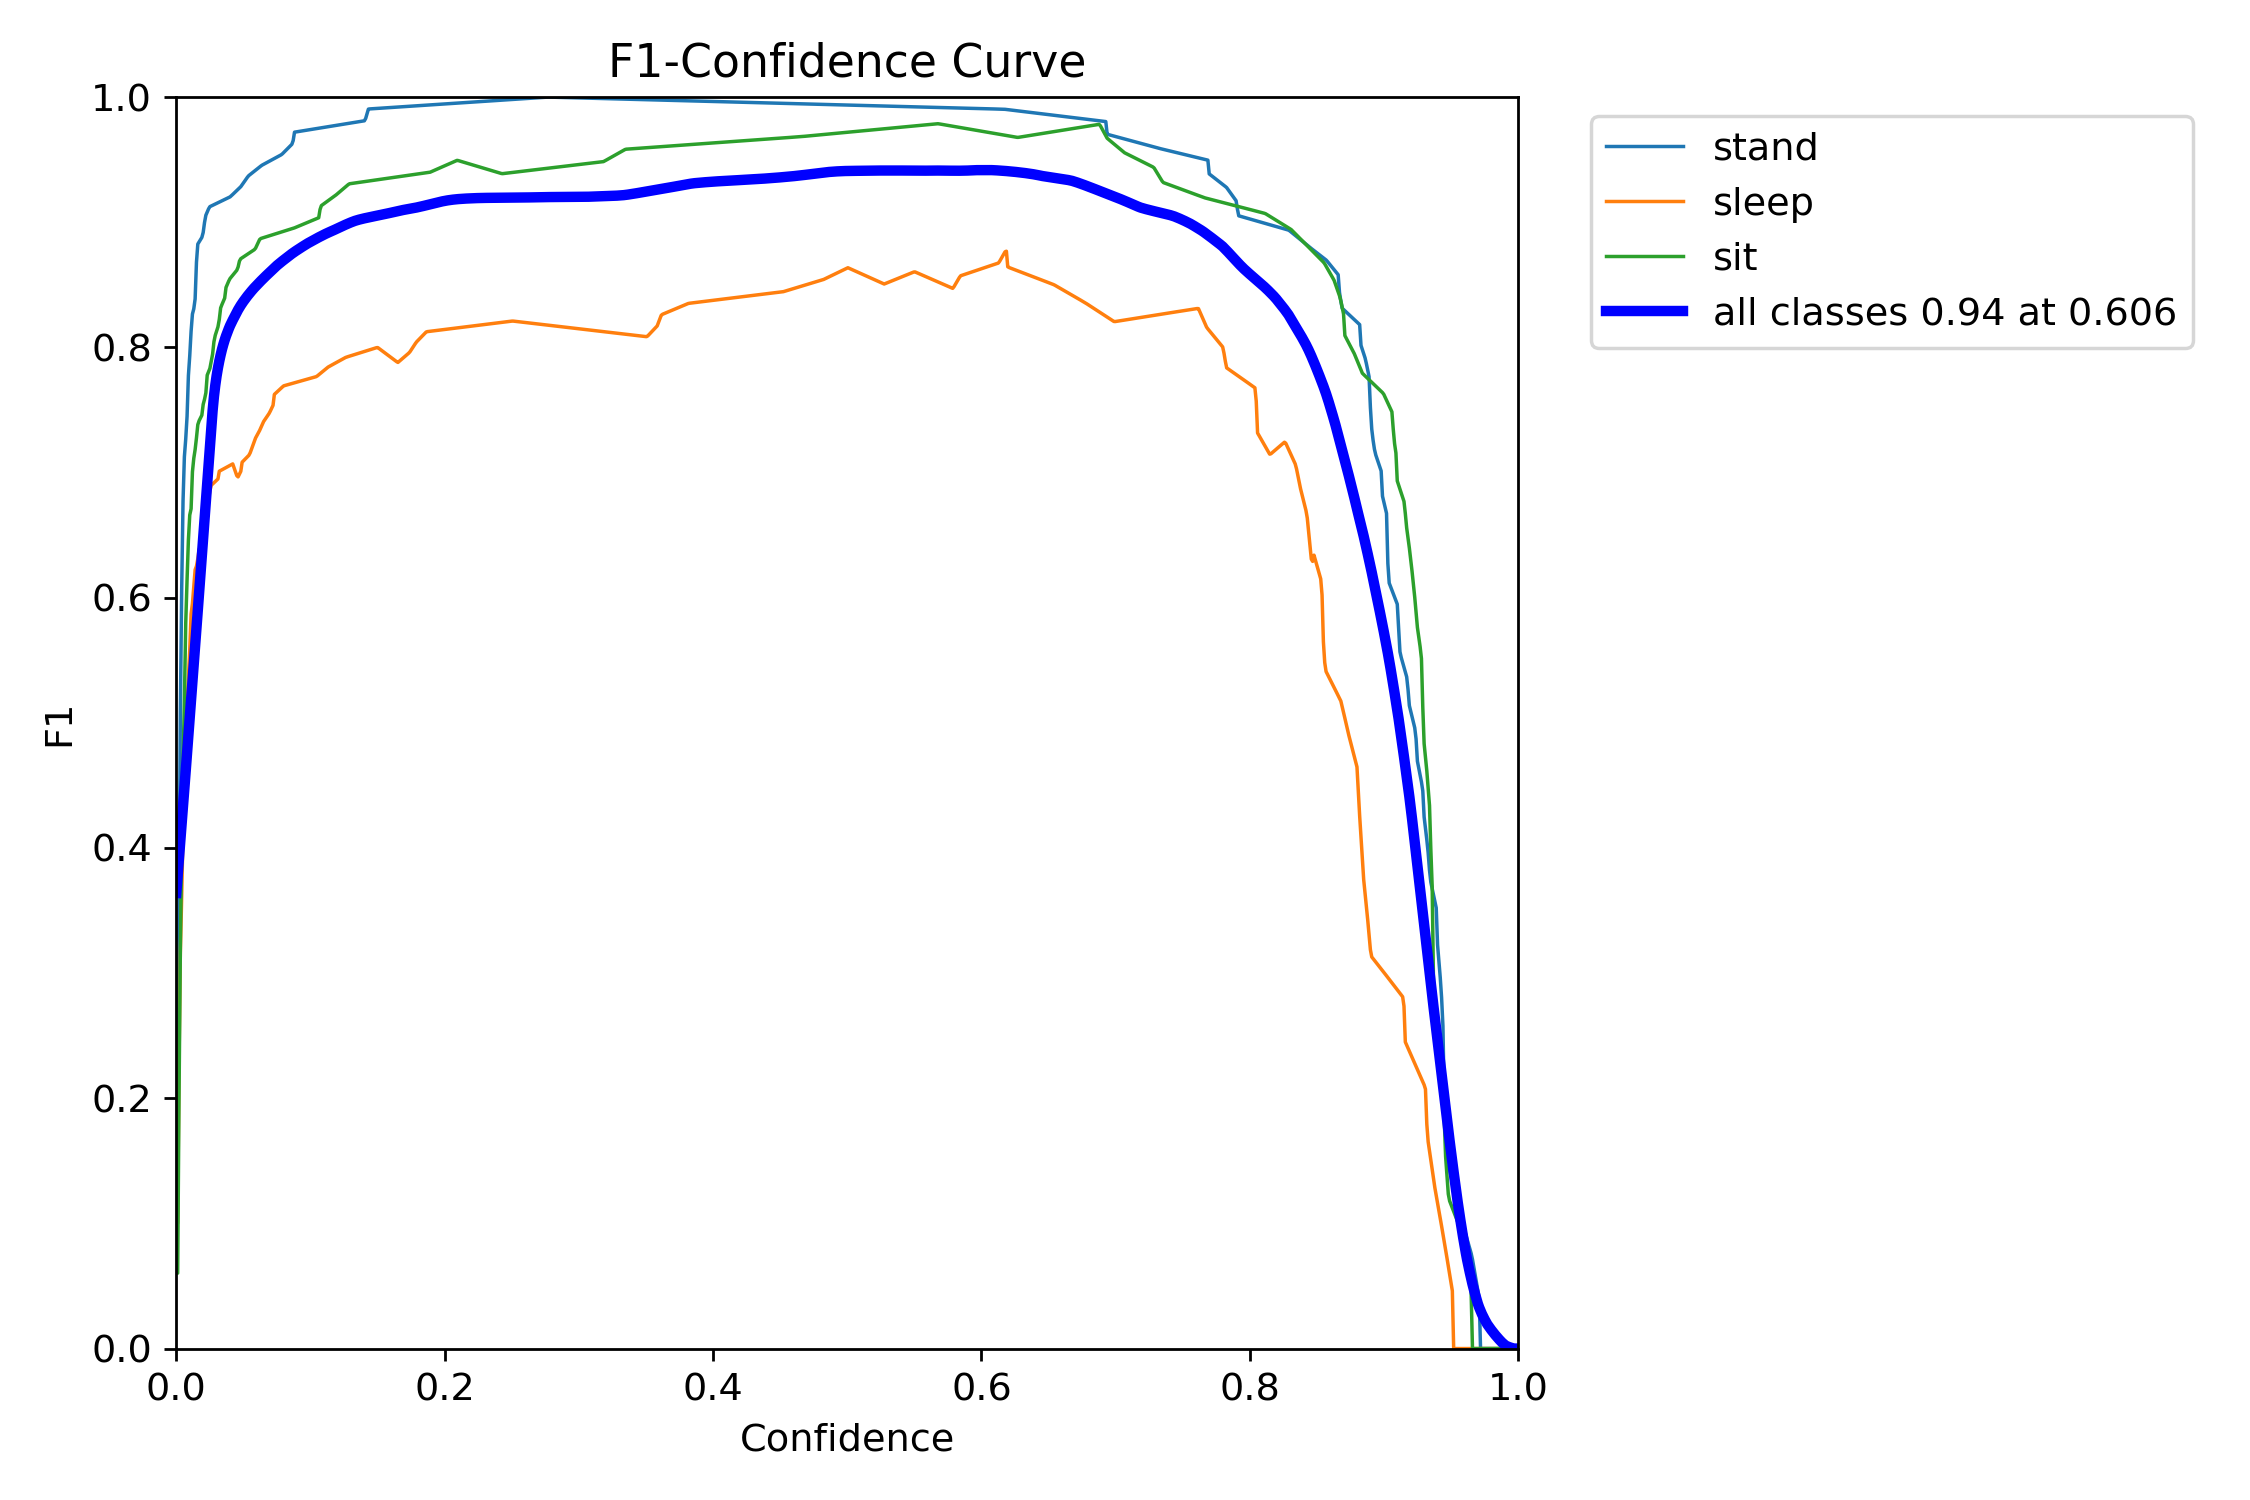 F1-Confidence Curve
1.0
0.8
0.6
0.4
0.2
0.0
F1
0.0 0.2 0.4 0.6 0.8 1.0
Confidence
stand
sleep
sit
all classes 0.94 at 0.606